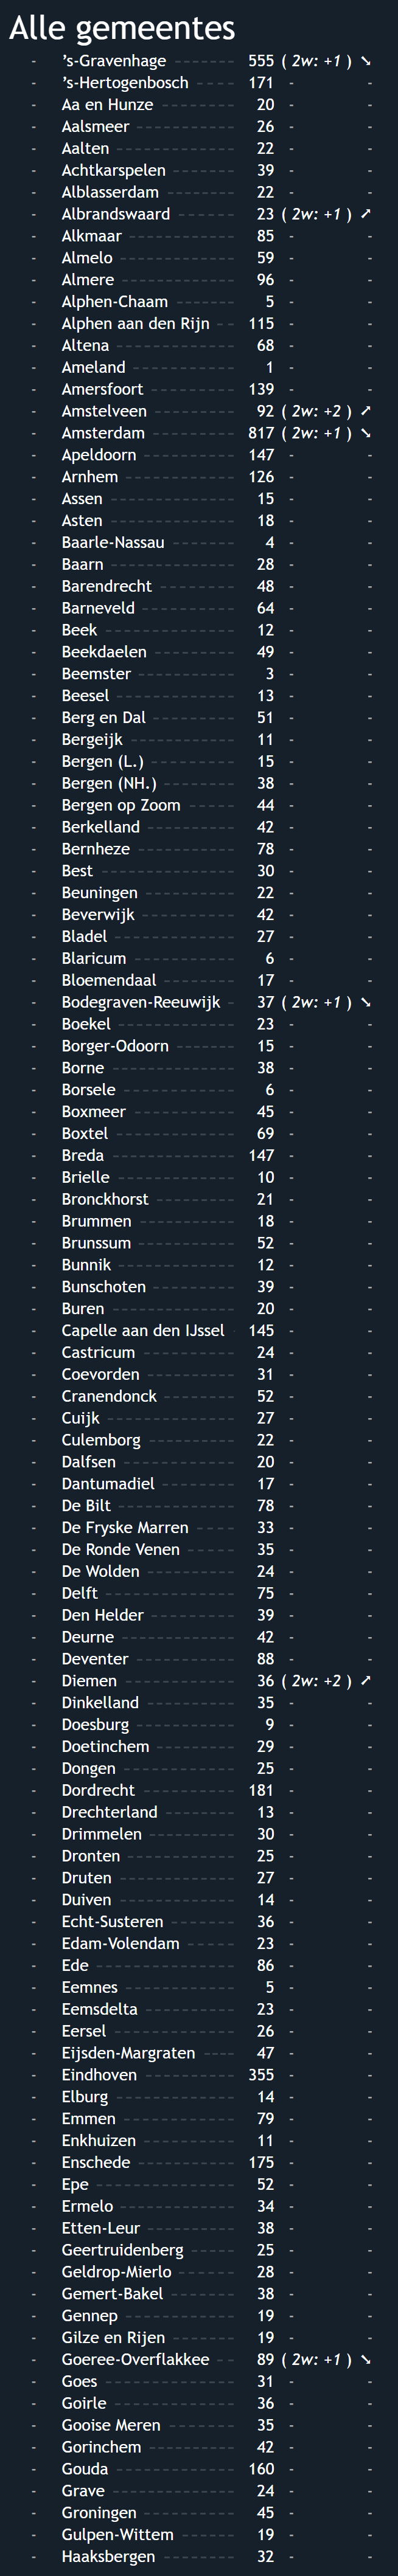 Alle gemeentes
- ’s-Gravenhage ------ 555 ( 2w: +1 ) ➘
- ’s-Hertogenbosch ------ 171 - -
- Aa en Hunze 20 - -
- Aalsmeer 26 - -
- Aalten 22 - -
- Achtkarspelen 39 - -
- Alblasserdam 22 - -
- Albrandswaard 23 ( 2w: +1 ) ➚
- Alkmaar 85 - -
- Almelo 59 - -
- Almere 96 - -
- Alphen-Chaam 5 - -
- Alphen aan den Rijn 115 - -
- Altena 68 - -
- Ameland 1 - -
- Amersfoort 139 - -
- Amstelveen 92 ( 2w: +2 ) ➚
- Amsterdam 817 ( 2w: +1 ) ➘
- Apeldoorn 147 - -
- Arnhem 126 - -
- Assen 15 - -
- Asten 18 - -
- Baarle-Nassau 4 - -
- Baarn 28 - -
- Barendrecht 48 - -
- Barneveld 64 - -
- Beek 12 - -
- Beekdaelen 49 - -
- Beemster 3 - -
- Beesel 13 - -
- Berg en Dal 51 - -
- Bergeijk 11 - -
- Bergen (L.) 15 - -
- Bergen (NH.) 38 - -
- Bergen op Zoom 44 - -
- Berkelland 42 - -
- Bernheze 78 - -
- Best 30 - -
- Beuningen 22 - -
- Beverwijk 42 - -
- Bladel 27 - -
- Blaricum 6 - -
- Bloemendaal 17 - -
- Bodegraven-Reeuwijk 37 ( 2w: +1 ) ➘
- Boekel 23 - -
- Borger-Odoorn 15 - -
- Borne 38 - -
- Borsele 6 - -
- Boxmeer 45 - -
- Boxtel 69 - -
- Breda 147 - -
- Brielle 10 - -
- Bronckhorst 21 - -
- Brummen 18 - -
- Brunssum 52 - -
- Bunnik 12 - -
- Bunschoten 39 - -
- Buren 20 - -
- Capelle aan den IJssel 145 - -
- Castricum 24 - -
- Coevorden 31 - -
- Cranendonck 52 - -
- Cuijk 27 - -
- Culemborg 22 - -
- Dalfsen 20 - -
- Dantumadiel 17 - -
- De Bilt 78 - -
- De Fryske Marren 33 - -
- De Ronde Venen 35 - -
- De Wolden 24 - -
- Delft 75 - -
- Den Helder 39 - -
- Deurne 42 - -
- Deventer 88 - -
- Diemen 36 ( 2w: +2 ) ➚
- Dinkelland 35 - -
- Doesburg 9 - -
- Doetinchem 29 - -
- Dongen 25 - -
- Dordrecht 181 - -
- Drechterland 13 - -
- Drimmelen 30 - -
- Dronten 25 - -
- Druten 27 - -
- Duiven 14 - -
- Echt-Susteren 36 - -
- Edam-Volendam 23 - -
- Ede 86 - -
- Eemnes 5 - -
- Eemsdelta 23 - -
- Eersel 26 - -
- Eijsden-Margraten 47 - -
- Eindhoven 355 - -
- Elburg 14 - -
- Emmen 79 - -
- Enkhuizen 11 - -
- Enschede 175 - -
- Epe 52 - -
- Ermelo 34 - -
- Etten-Leur 38 - -
- Geertruidenberg 25 - -
- Geldrop-Mierlo 28 - -
- Gemert-Bakel 38 - -
- Gennep 19 - -
- Gilze en Rijen 19 - -
- Goeree-Overflakkee 89 ( 2w: +1 ) ➘
- Goes 31 - -
- Goirle 36 - -
- Gooise Meren 35 - -
- Gorinchem 42 - -
- Gouda 160 - -
- Grave 24 - -
- Groningen 45 - -
- Gulpen-Wittem 19 - -
- Haaksbergen 32 - -